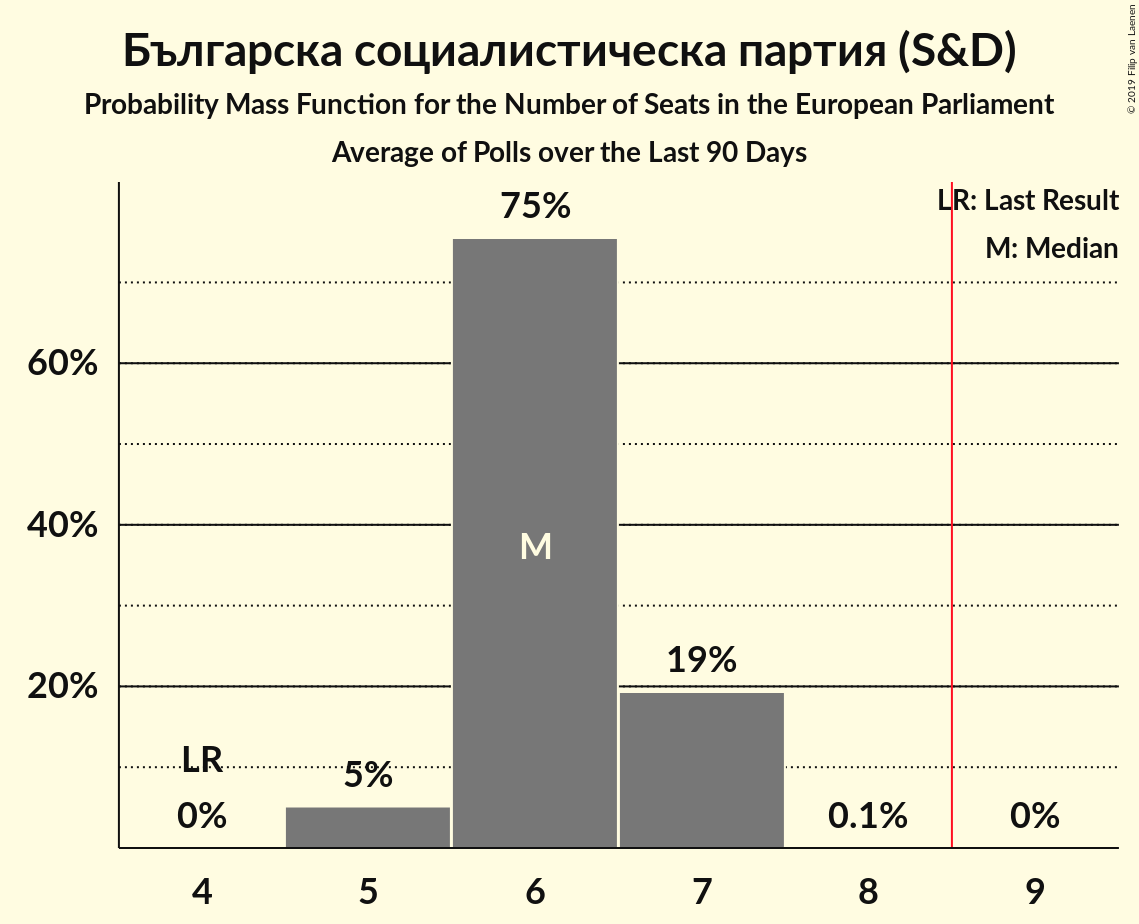 Българска социалистическа партия (S&D)
Probability Mass Function for the Number of Seats in the European Parliament
Average of Polls over the Last 90 Days
© 2019 Filip van Laenen
LR: Last Result
M: Median
75%
60%
40%
M
19%
20%
LR
5%
0%
0.1%
0%
4 5 6 7 8 9